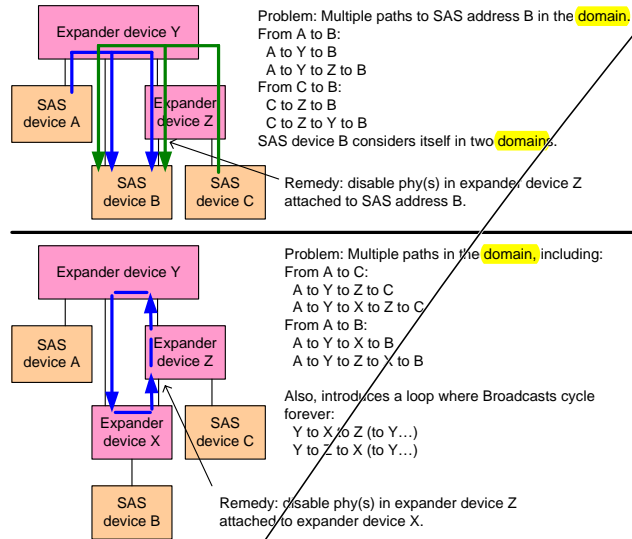 Expander device Y
SAS
device A
Expander
device Z
SAS
device B
SAS
device C
Problem: Multiple paths to SAS address B in the domain.
From A to B:
A to Y to B
A to Y to Z to B
From C to B:
C to Z to B
C to Z to Y to B
SAS device B considers itself in two domains.
Remedy: disable phy(s) in expander device Z
attached to SAS address B.
Expander device Y
SAS
device A
Expander
device Z
Expander
device X
SAS
device C
SAS
device B
Problem: Multiple paths in the domain, including:
From A to C:
A to Y to Z to C
A to Y to X to Z to C
From A to B:
A to Y to X to B
A to Y to Z to X to B
Also, introduces a loop where Broadcasts cycle
forever:
Y to X to Z (to Y…)
Y to Z to X (to Y…)
Remedy: disable phy(s) in expander device Z
attached to expander device X.